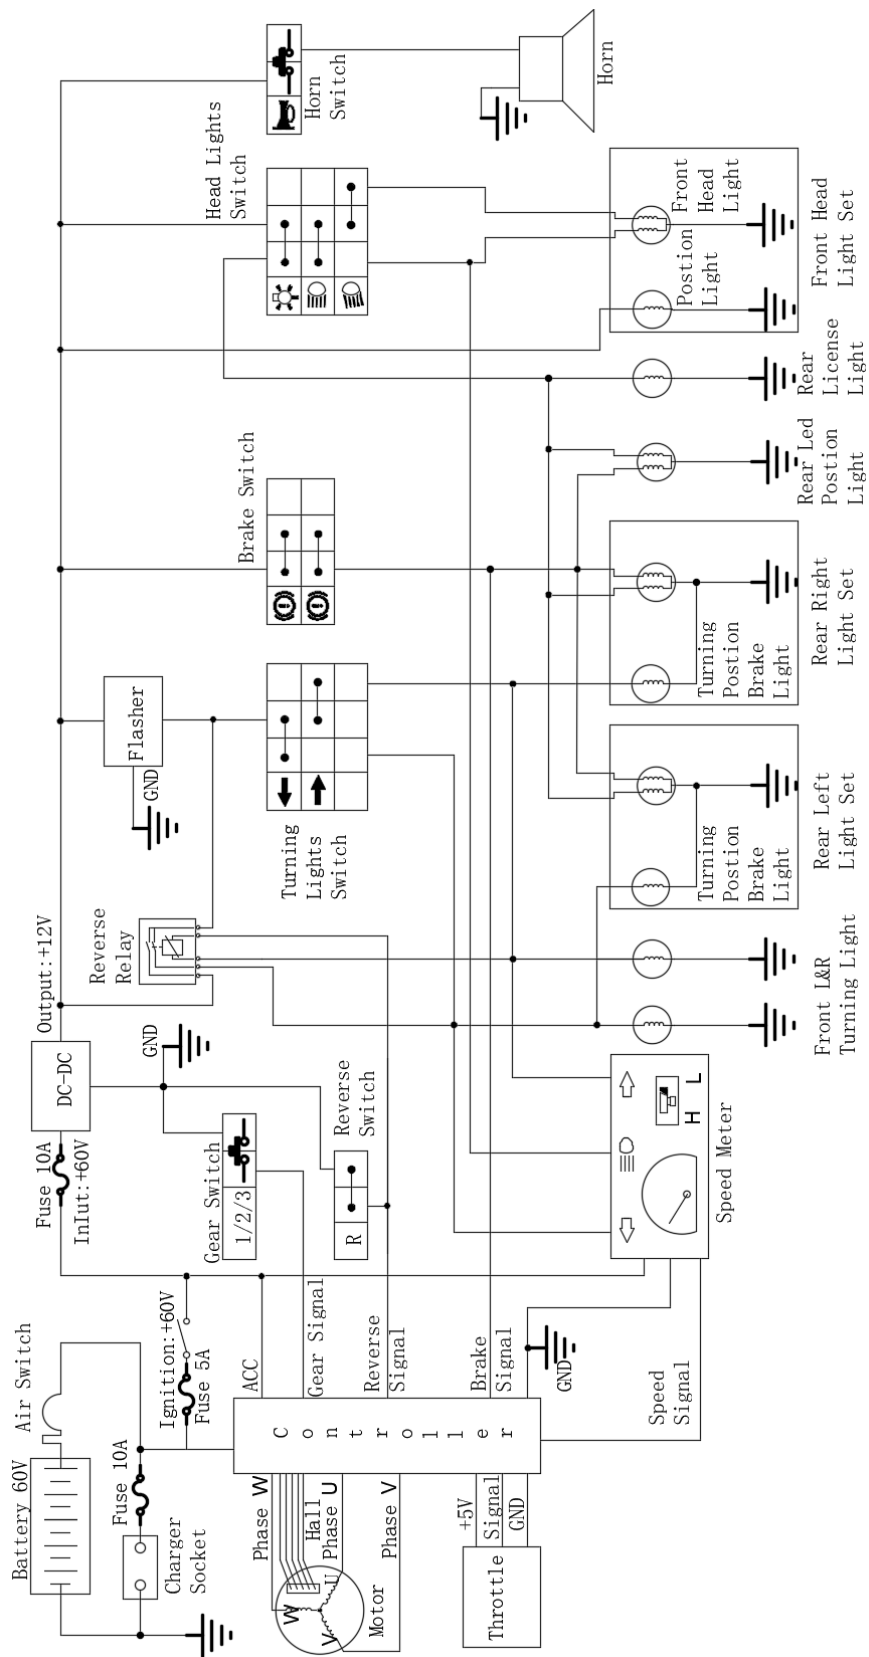 Battery 60V
Air Switch
Fuse 10A
Charger
Socket
Ignition:+60V
Fuse 5A
Fuse 10A
InIut:+60V
DC-DC
Output:+12V
GND
Gear Switch
1/2/3
Reverse
Switch
R
Reverse
Relay
Flasher
GND
Turning
Lights
Switch
Brake Switch
Head Lights
Switch
Horn
Switch
Horn
Phase W
Hall
Phase U
Phase V
W
U
V
Motor
Controller
ACC
Gear Signal
Reverse
Signal
Brake
Signal
GND
+5V
Signal
GND
Throttle
Speed
Signal
H L
Speed Meter
Front L&R
Turning Light
Turning
Postion
Brake
Light
Rear Left
Light Set
Turning
Postion
Brake
Light
Rear Right
Light Set
Rear Led
Postion
Light
Rear
License
Light
Postion
Light
Front
Head
Light
Front Head
Light Set